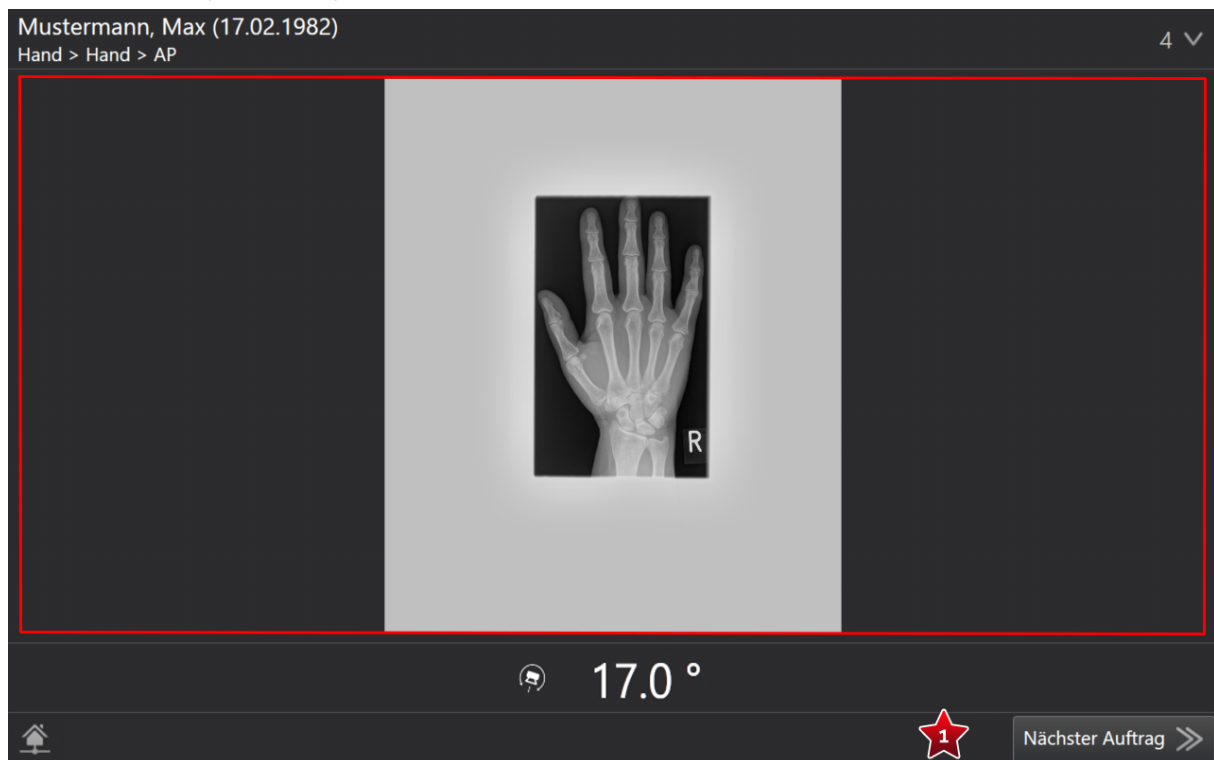 Mustermann, Max (17.02.1982)
4
Hand > Hand > AP
R
17.0 °
1
Nächster Auftrag